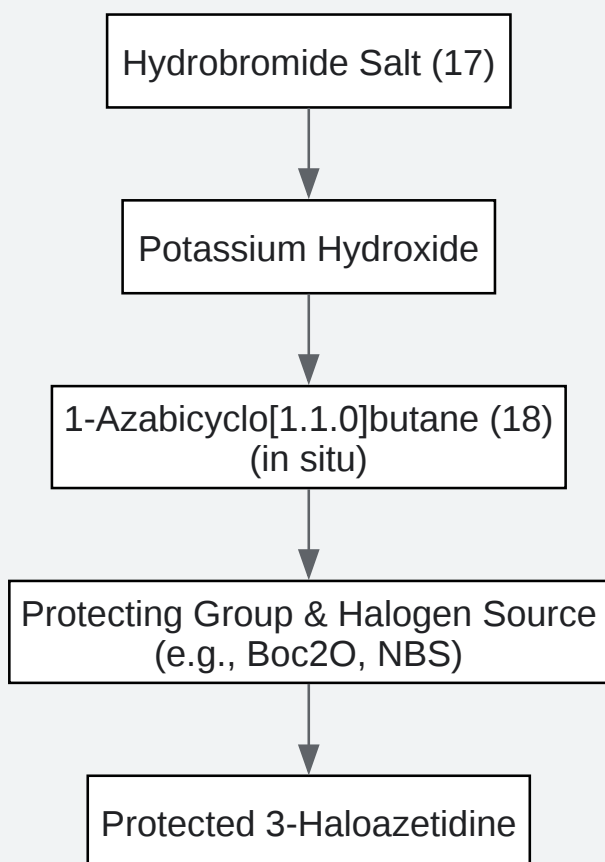 Hydrobromide Salt (17)
Potassium Hydroxide
1-Azabicyclo[1.1.0]butane (18)
(in situ)
Protecting Group & Halogen Source
(e.g., Boc2O, NBS)
Protected 3-Haloazetidine